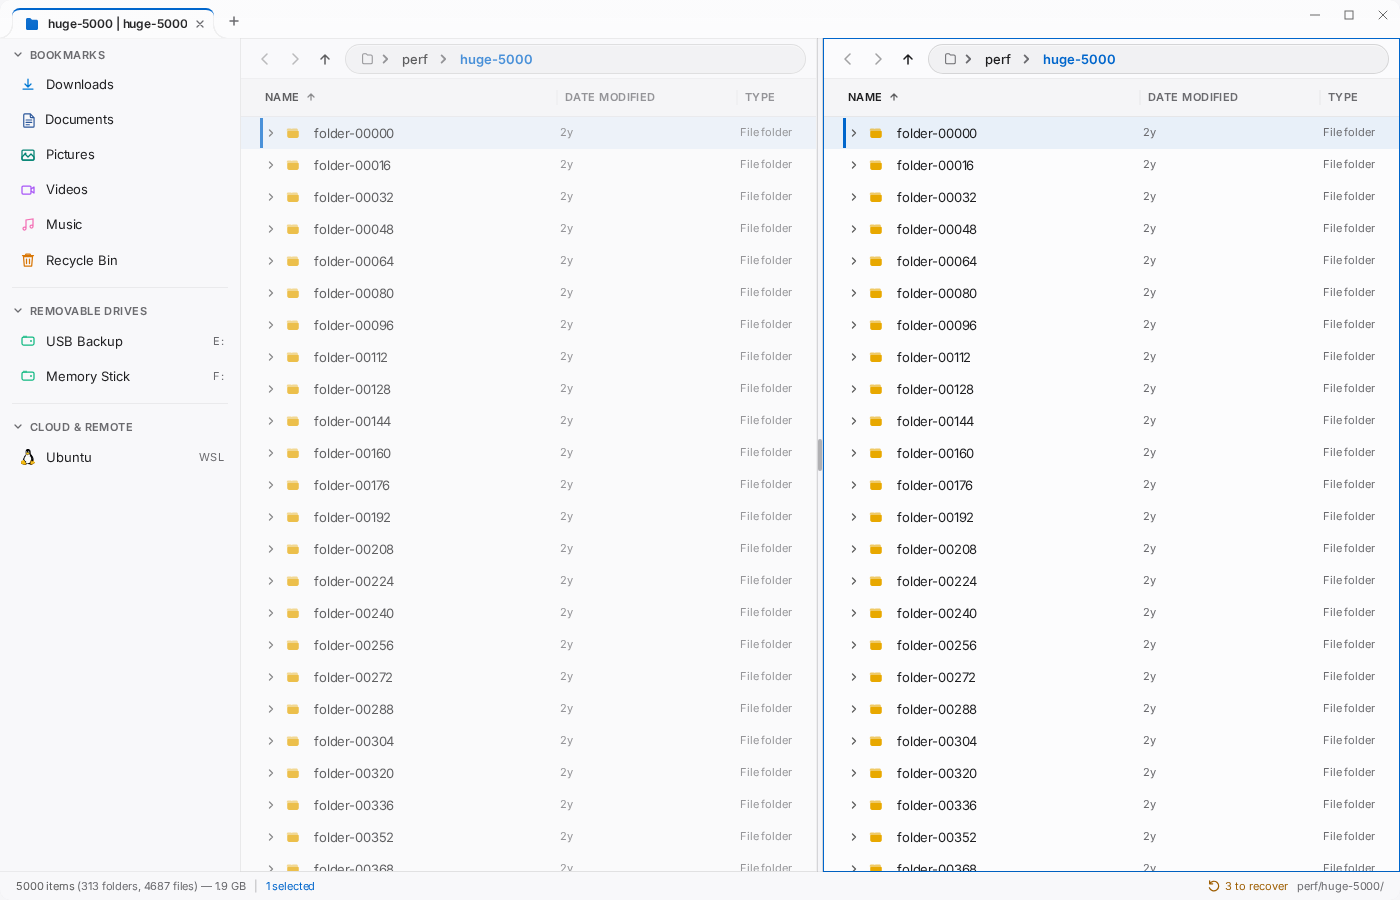 huge-5000 | huge-5000
BOOKMARKS
Downloads
Documents
Pictures
Videos
Music
Recycle Bin
REMOVABLE DRIVES
USB Backup E:
Memory Stick F:
CLOUD & REMOTE
Ubuntu WSL
perf huge-5000
NAME DATE MODIFIED TYPE
folder-00000 2y File folder
folder-00016 2y File folder
folder-00032 2y File folder
folder-00048 2y File folder
folder-00064 2y File folder
folder-00080 2y File folder
folder-00096 2y File folder
folder-00112 2y File folder
folder-00128 2y File folder
folder-00144 2y File folder
folder-00160 2y File folder
folder-00176 2y File folder
folder-00192 2y File folder
folder-00208 2y File folder
folder-00224 2y File folder
folder-00240 2y File folder
folder-00256 2y File folder
folder-00272 2y File folder
folder-00288 2y File folder
folder-00304 2y File folder
folder-00320 2y File folder
folder-00336 2y File folder
folder-00352 2y File folder
folder-00368 2y File folder
perf huge-5000
NAME DATE MODIFIED TYPE
folder-00000 2y File folder
folder-00016 2y File folder
folder-00032 2y File folder
folder-00048 2y File folder
folder-00064 2y File folder
folder-00080 2y File folder
folder-00096 2y File folder
folder-00112 2y File folder
folder-00128 2y File folder
folder-00144 2y File folder
folder-00160 2y File folder
folder-00176 2y File folder
folder-00192 2y File folder
folder-00208 2y File folder
folder-00224 2y File folder
folder-00240 2y File folder
folder-00256 2y File folder
folder-00272 2y File folder
folder-00288 2y File folder
folder-00304 2y File folder
folder-00320 2y File folder
folder-00336 2y File folder
folder-00352 2y File folder
folder-00368 2y File folder
5000 items (313 folders, 4687 files) — 1.9 GB | 1 selected
3 to recover perf/huge-5000/